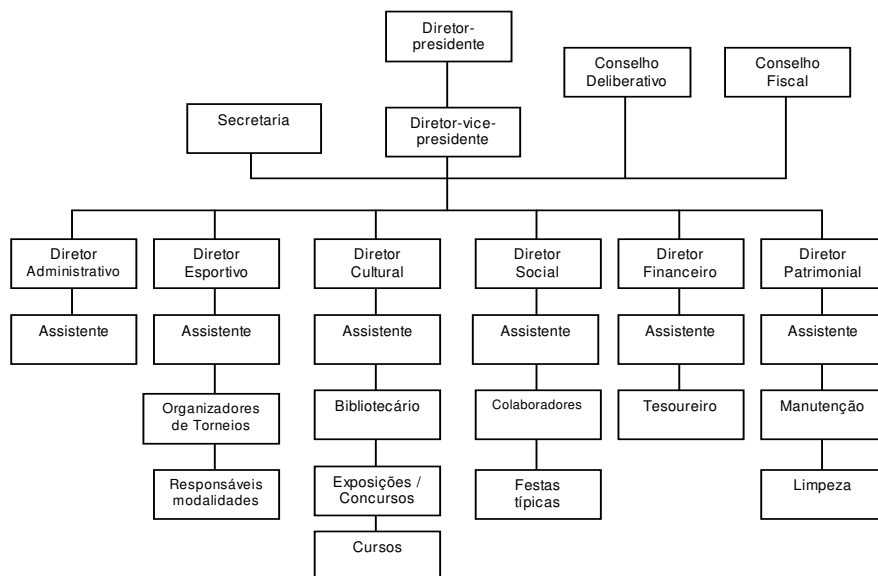 Diretor-
presidente
Conselho
Deliberativo
Conselho
Fiscal
Secretaria
Diretor-vice-
presidente
Diretor
Administrativo
Diretor
Esportivo
Diretor
Cultural
Diretor
Social
Diretor
Financeiro
Diretor
Patrimonial
Assistente
Assistente
Assistente
Assistente
Assistente
Assistente
Organizadores
de Torneios
Bibliotecário
Colaboradores
Tesoureiro
Manutenção
Responsáveis
modalidades
Exposições /
Concursos
Festas
típicas
Limpeza
Cursos